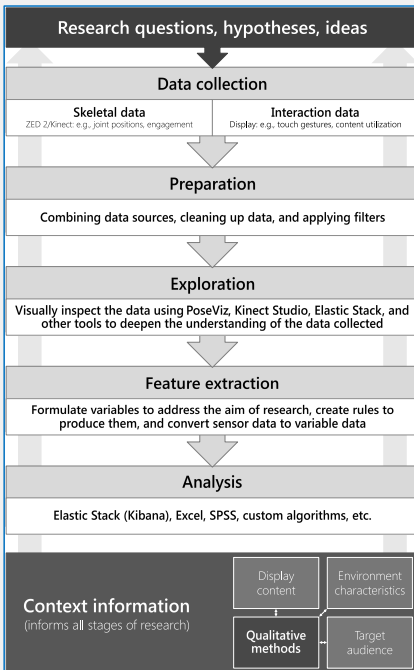 Research questions, hypotheses, ideas
Data collection
Skeletal data
ZED 2/Kinect: e.g., joint positions, engagement
Interaction data
Display: e.g., touch gestures, content utilization
Preparation
Combining data sources, cleaning up data, and applying filters
Exploration
Visually inspect the data using PoseViz, Kinect Studio, Elastic Stack, and
other tools to deepen the understanding of the data collected
Feature extraction
Formulate variables to address the aim of research, create rules to
produce them, and convert sensor data to variable data
Analysis
Elastic Stack (Kibana), Excel, SPSS, custom algorithms, etc.
Context information
(informs all stages of research)
Display
content
Environment
characteristics
Qualitative
methods
Target
audience